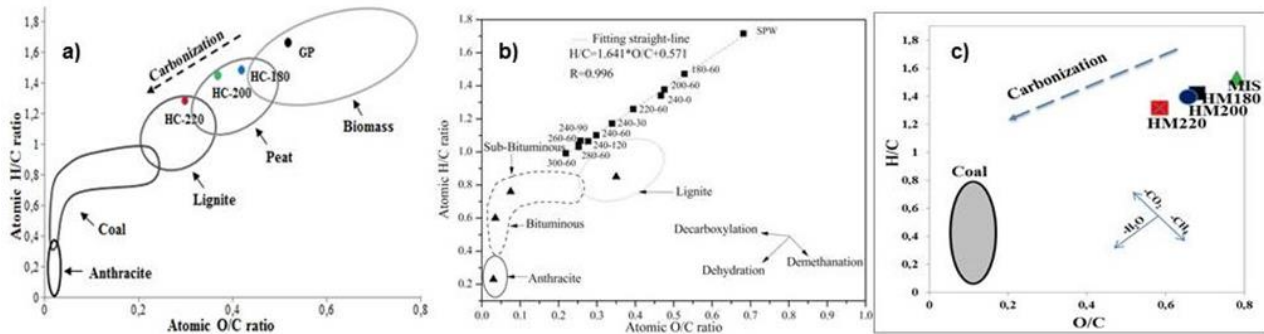 a)
Atomic H/C ratio
1,8
1,6
1,4
1,2
1
0,8
0,6
0,4
0,2
0
0
0,2
0,4
0,6
0,8
Atomic O/C ratio
Carbonization
GP
HC-180
HC-200
HC-220
Biomass
Peat
Lignite
Coal
Anthracite
b)
Atomic H/C ratio
1.8
1.6
1.4
1.2
1.0
0.8
0.6
0.4
0.2
0.0
0.1
0.2
0.3
0.4
0.5
0.6
0.7
0.8
0.9
1.0
Atomic O/C ratio
Fitting straight-line
H/C=1.641*O/C+0.571
R=0.996
SPW
180-60
200-60
240-0
220-60
240-30
240-90
240-60
260-60
240-120
280-60
300-60
Sub-Bituminous
Lignite
Bituminous
Anthracite
Decarboxylation
Dehydration
Demethanation
c)
H/C
1,8
1,6
1,4
1,2
1
0,8
0,6
0,4
0,2
0
0
0,2
0,4
0,6
0,8
O/C
Carbonization
MIS
HM180
HM200
HM220
Coal
-CO₂
-H₂O
-CH₄